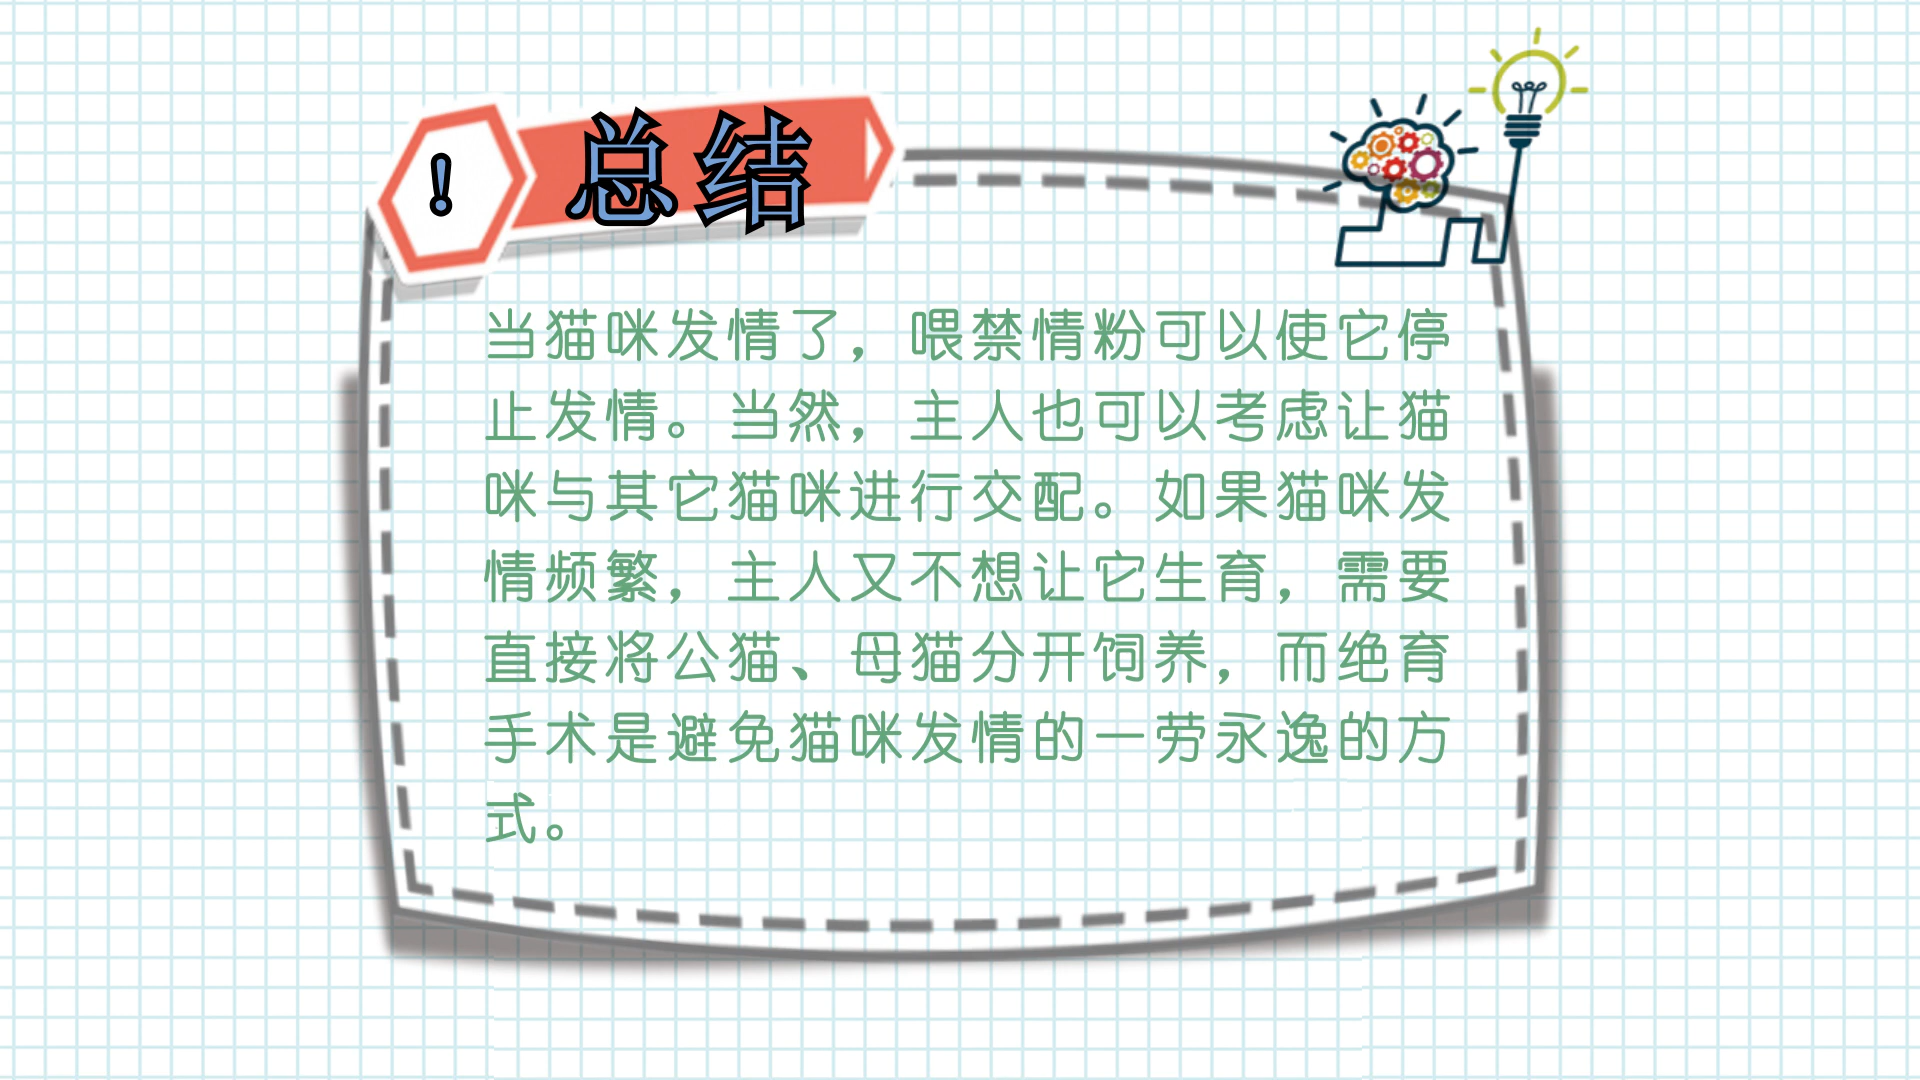 ! 总结
当猫咪发情了，喂禁情粉可以使它停
止发情。当然，主人也可以考虑让猫
咪与其它猫咪进行交配。如果猫咪发
情频繁，主人又不想让它生育，需要
直接将公猫、母猫分开饲养，而绝育
手术是避免猫咪发情的一劳永逸的方
式。